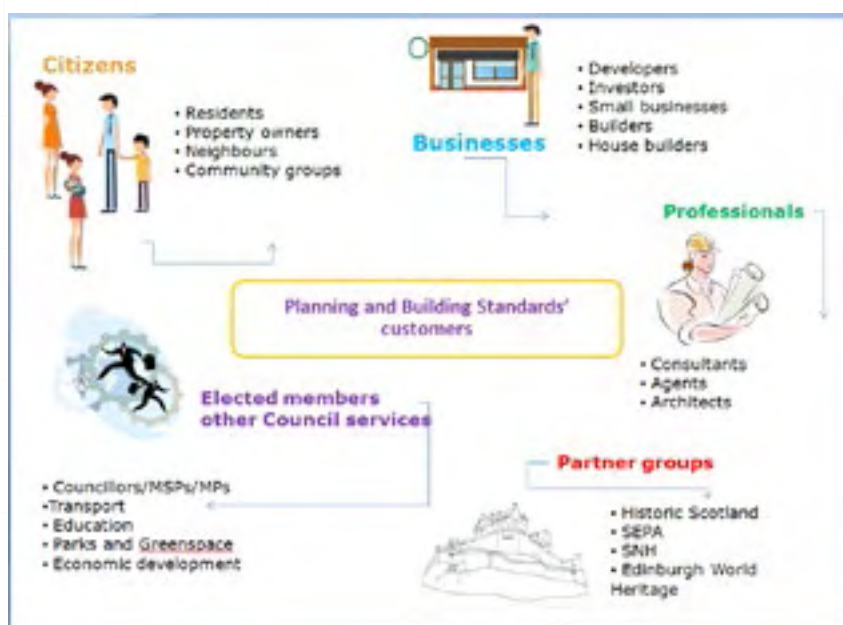 Citizens
• Residents
• Property owners
• Neighbours
• Community groups
Businesses
• Developers
• Investors
• Small businesses
• Builders
• House builders
Professionals
• Consultants
• Agents
• Architects
Planning and Building Standards'
customers
Elected members
other Council services
• Councillors/MSPs/MPs
•Transport
• Education
• Parks and Greenspace
• Economic development
Partner groups
• Historic Scotland
• SEPA
• SNH
• Edinburgh World
Heritage